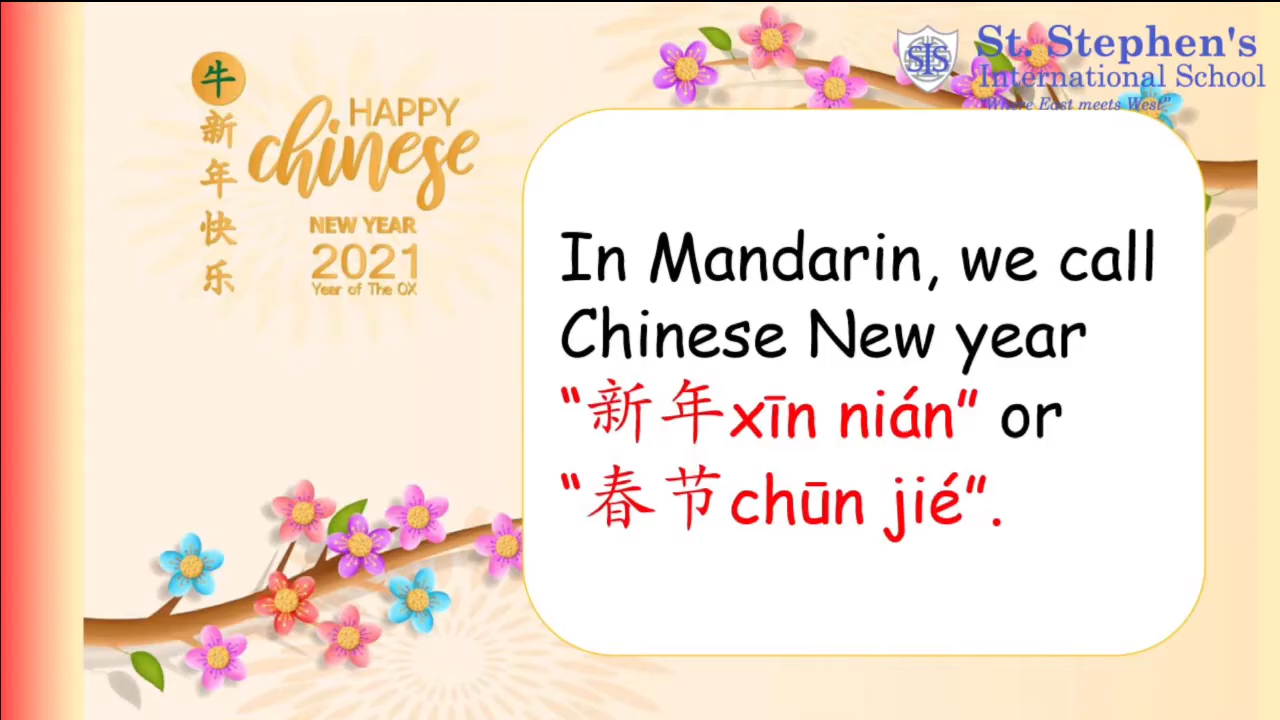 牛
新
年
快
乐
HAPPY
chinese
NEW YEAR
2021
Year of The OX
SIS
St. Stephen's
International School
"Where East meets West"
In Mandarin, we call
Chinese New year
“新年xīn nián” or
“春节chūn jié”.